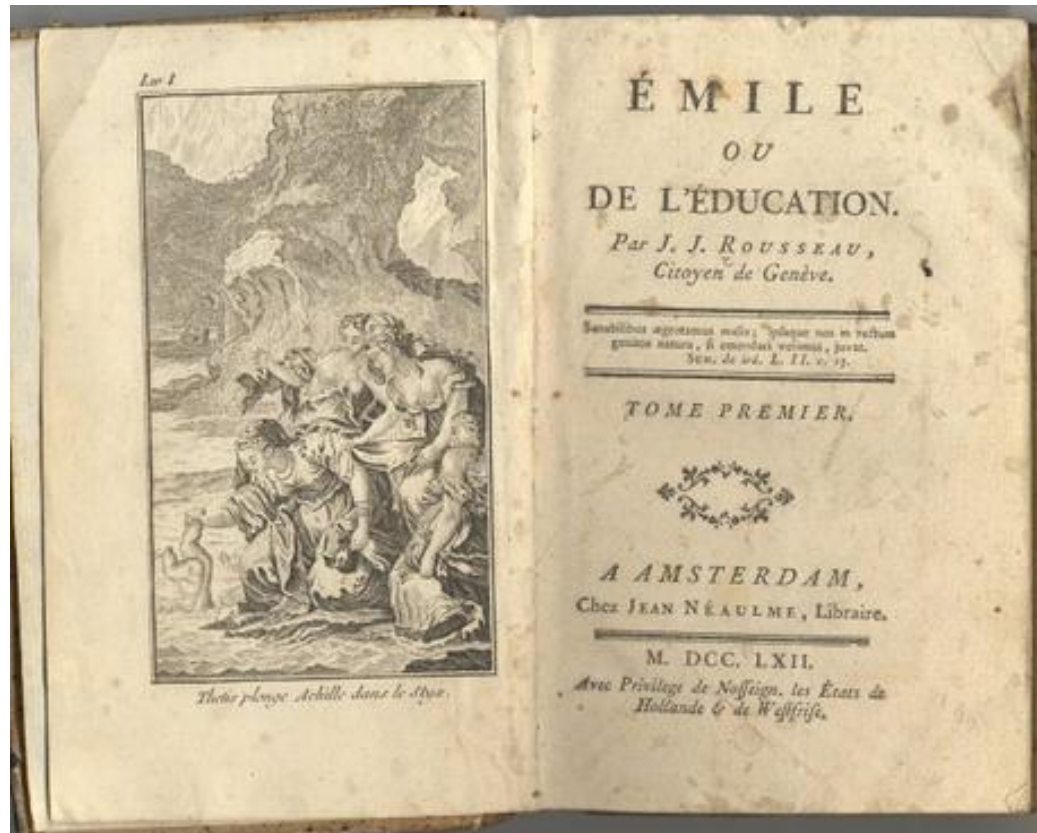 Liv I
Thetis plonge Achille dans le Styx.
ÉMILE
OU
DE L'ÉDUCATION.
Par J. J. ROUSSEAU,
Citoyen de Genève.
Sanabilibus ægrotamus malis; ipsaque nos in rectum
genitos natura, si emendari velimus, juvat.
Sen. de irâ. L. II. c. 13.
TOME PREMIER.
A AMSTERDAM,
Chez JEAN NÉAULME, Libraire.
M. DCC. LXII.
Avec Privilege de Nosseign. les États de
Hollande & de Westfrise.